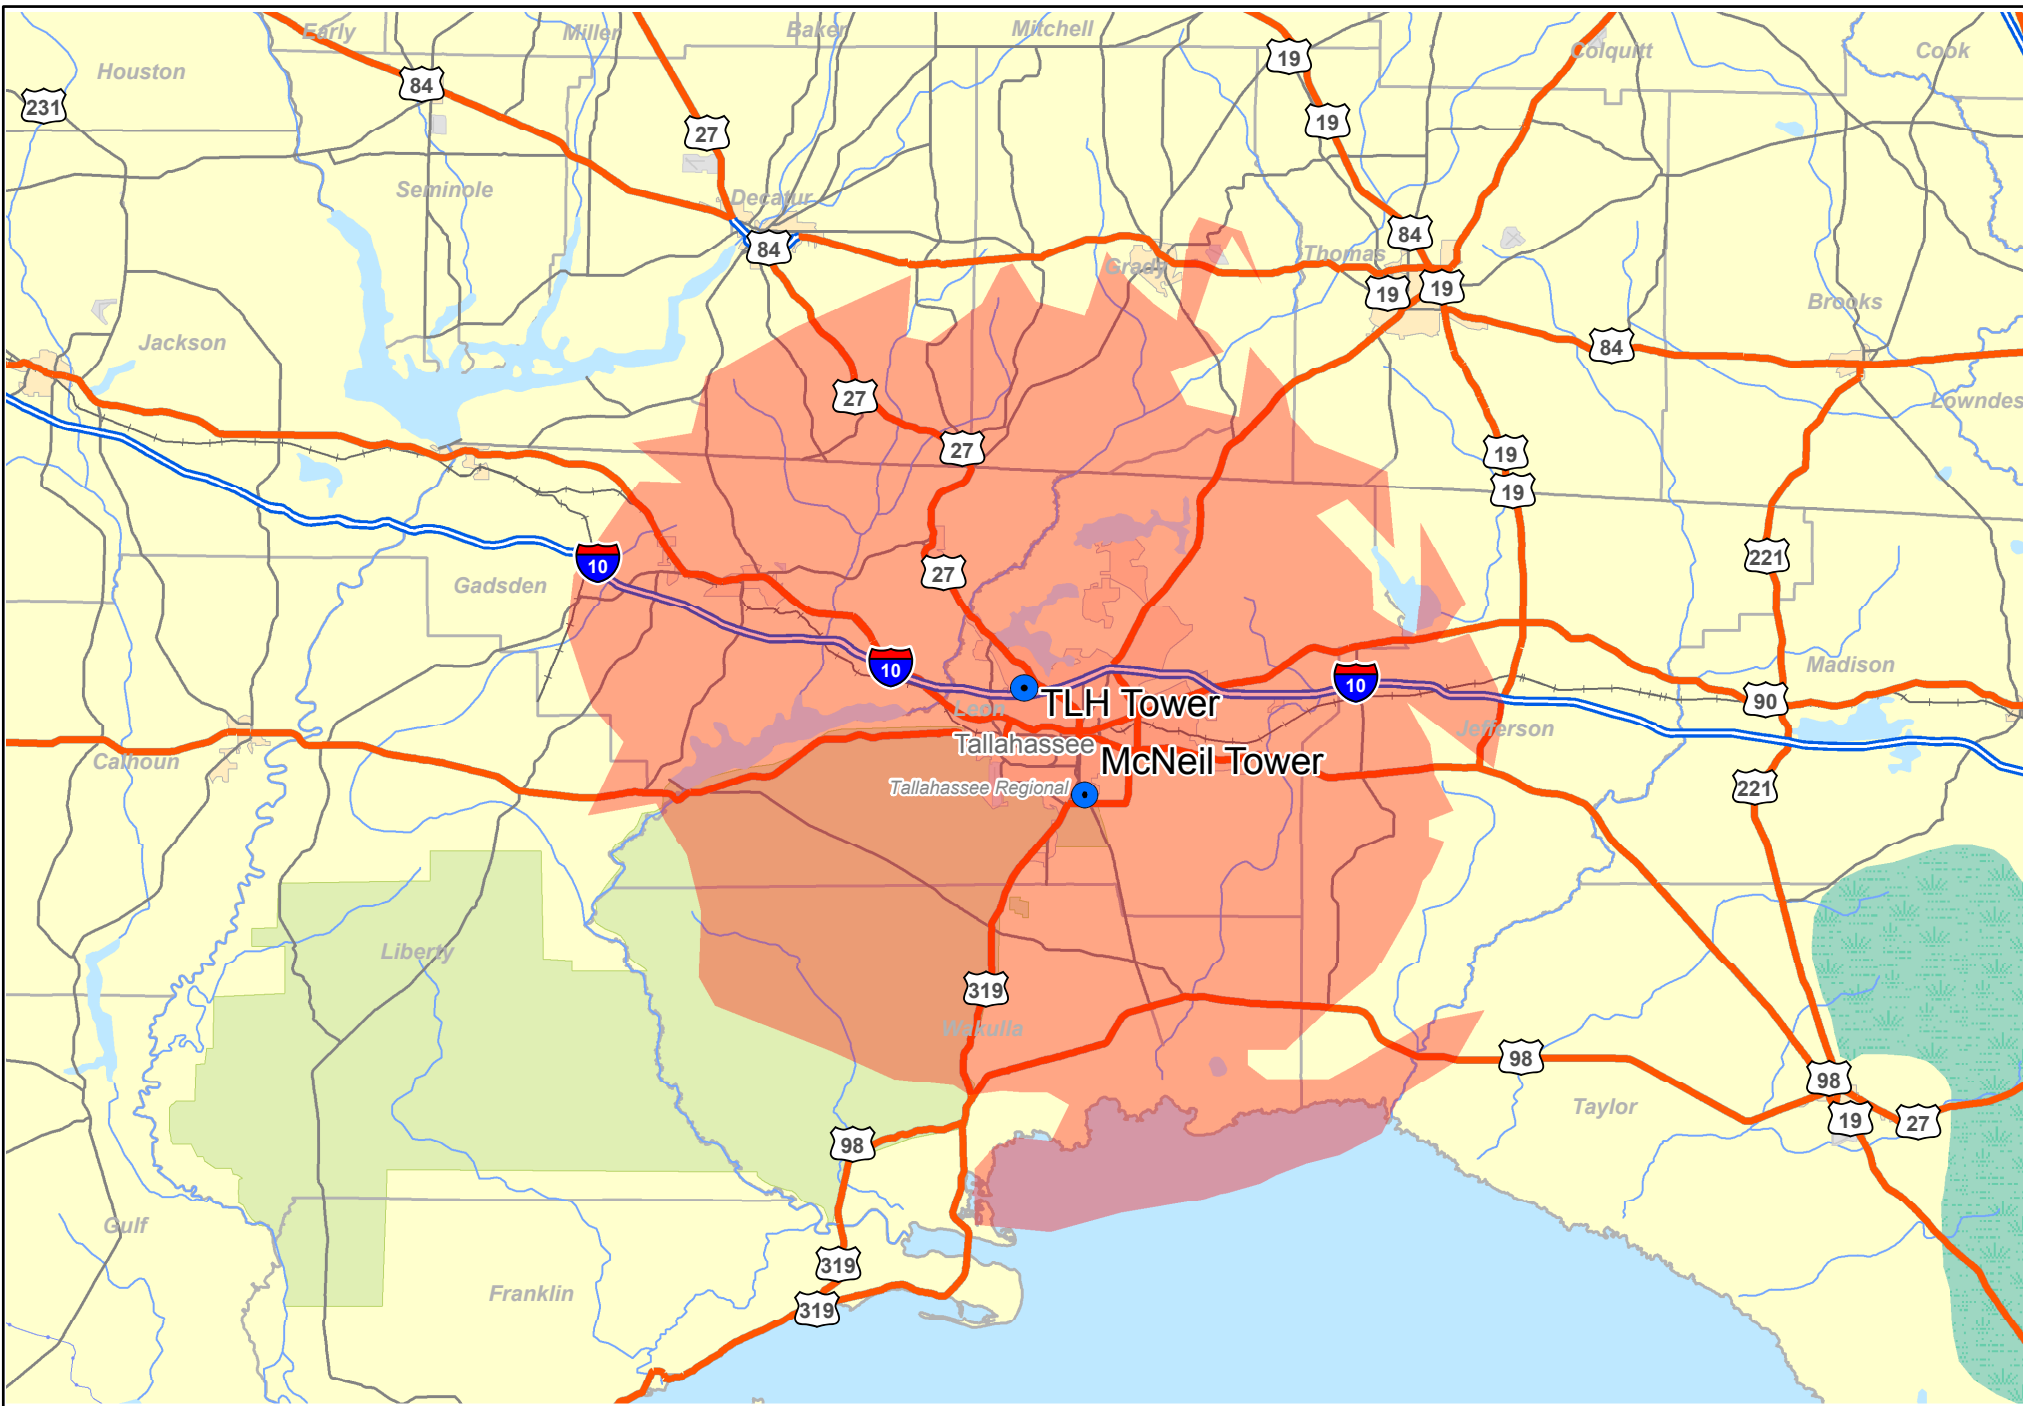 Early
Miller
Baker
Mitchell
19
Colquitt
Cook
Houston
84
231
27
19
Seminole
Decatur
84
84
Grady
Thomas
19
19
Brooks
Jackson
84
27
Lowndes
27
19
19
10
27
221
Gadsden
10
10
Madison
TLH Tower
Leon
90
Jefferson
Tallahassee
McNeil Tower
Calhoun
Tallahassee Regional
221
Liberty
319
Wakulla
98
98
Taylor
19
27
98
Gulf
319
Franklin
319